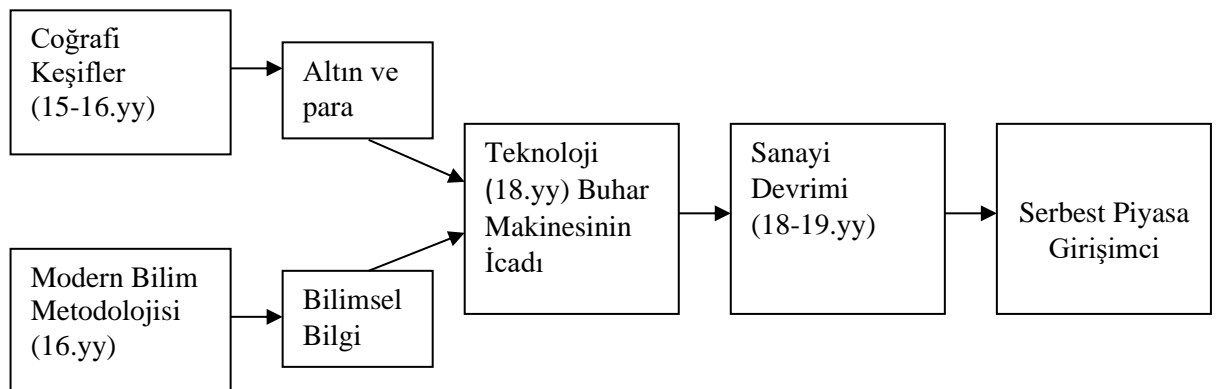 Coğrafi
Keşifler
(15-16.yy)
Altın ve
para
Modern Bilim
Metodolojisi
(16.yy)
Bilimsel
Bilgi
Teknoloji
(18.yy) Buhar
Makinesinin
İcadı
Sanayi
Devrimi
(18-19.yy)
Serbest Piyasa
Girişimci